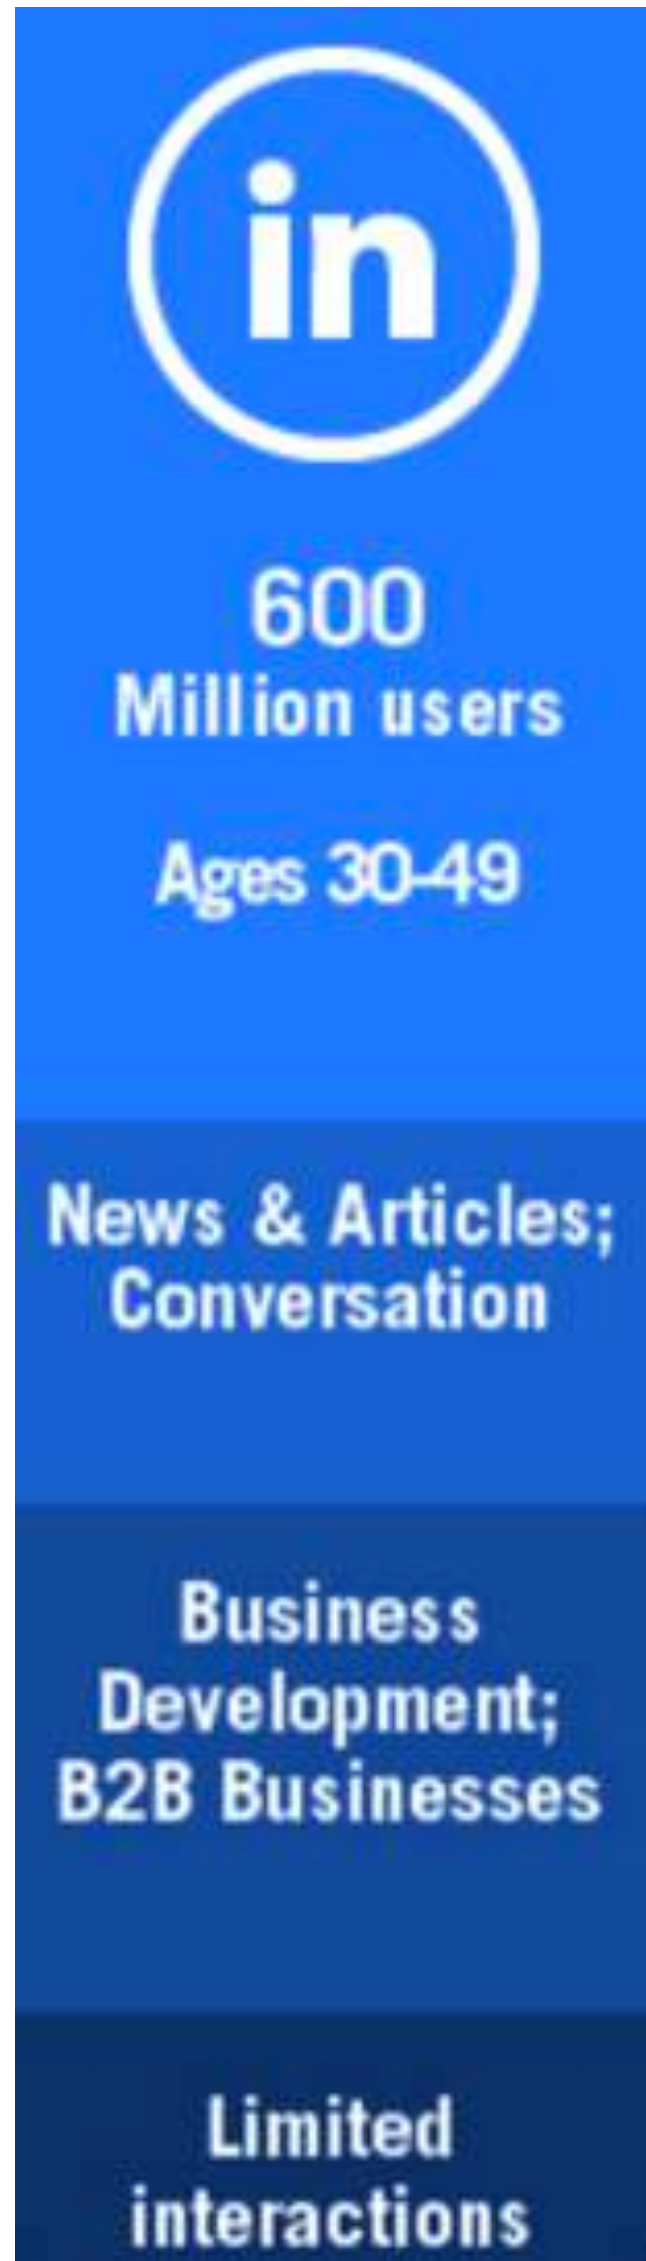 in
600
Million users
Ages 30-49
News & Articles;
Conversation
Business
Development;
B2B Businesses
Limited
interactions